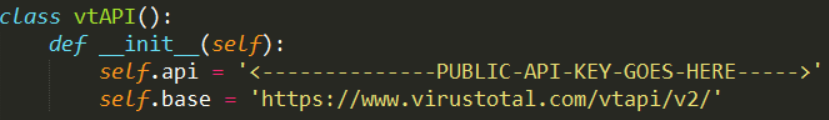 class vtAPI():
def __init__(self):
self.api = '<--------------PUBLIC-API-KEY-GOES-HERE----->'
self.base = 'https://www.virustotal.com/vtapi/v2/'